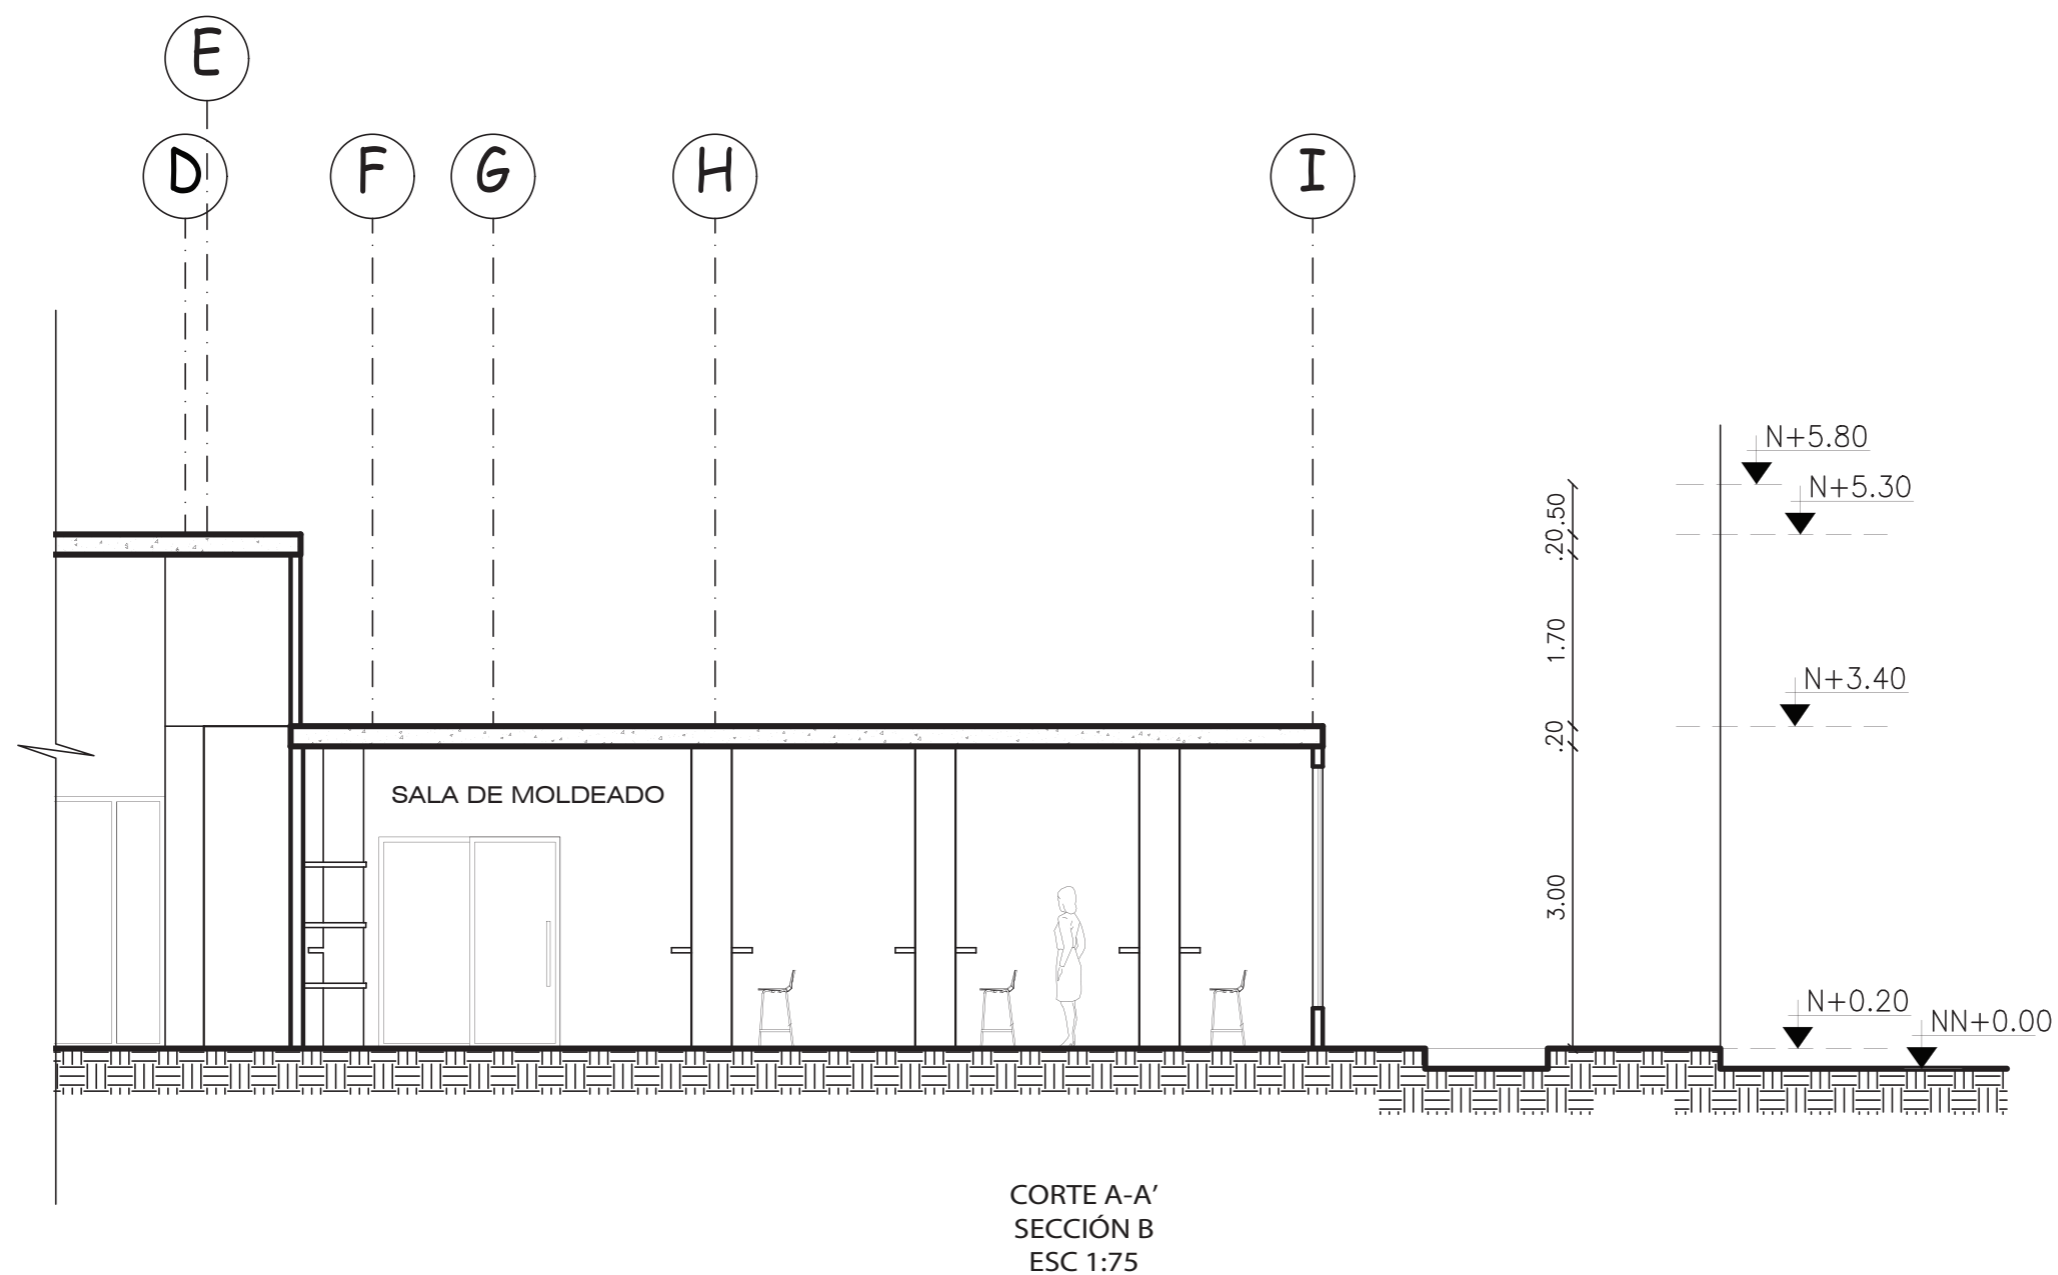 E
D F G H I
N+5.80
N+5.30
.50
.20
1.70
N+3.40
.20
SALA DE MOLDEADO
3.00
N+0.20
NN+0.00
CORTE A-A’
SECCIÓN B
ESC 1:75